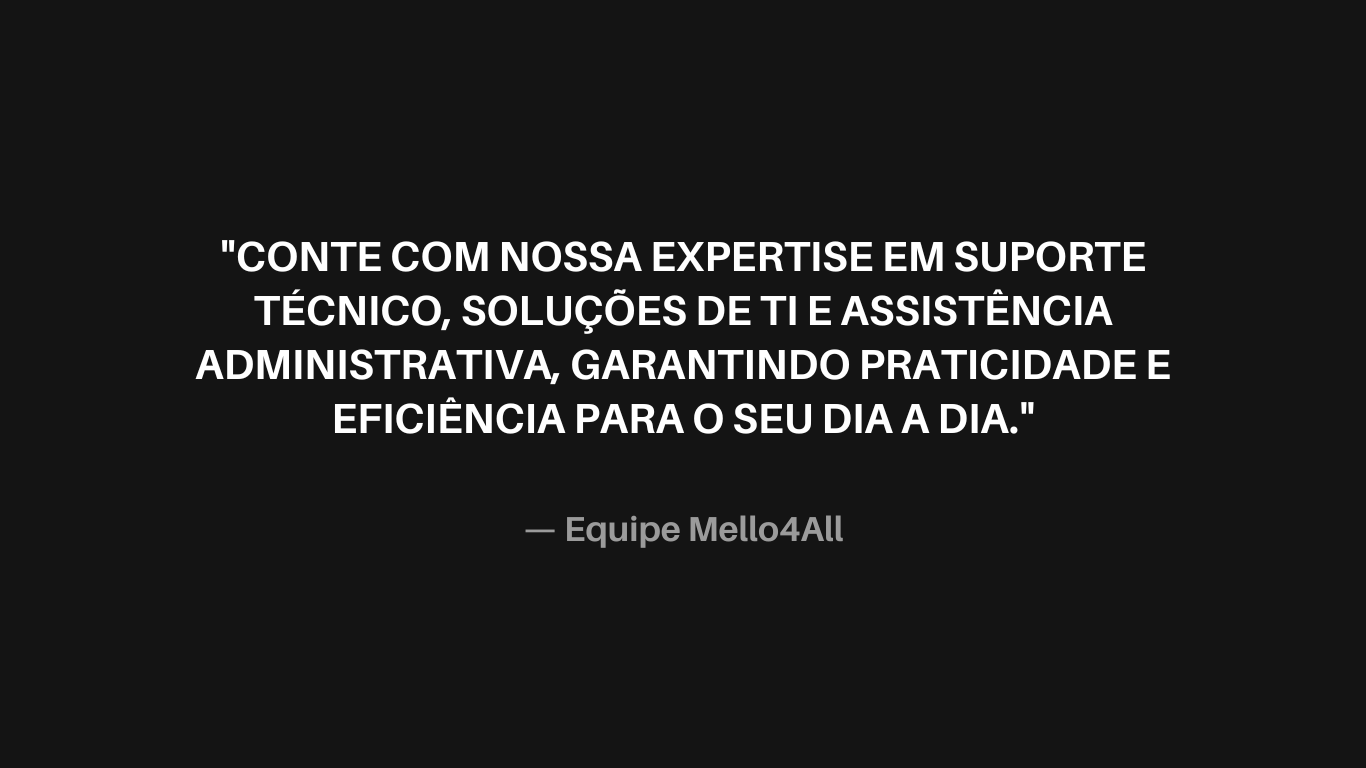 "CONTE COM NOSSA EXPERTISE EM SUPORTE
TÉCNICO, SOLUÇÕES DE TI E ASSISTÊNCIA
ADMINISTRATIVA, GARANTINDO PRATICIDADE E
EFICIÊNCIA PARA O SEU DIA A DIA."
— Equipe Mello4All